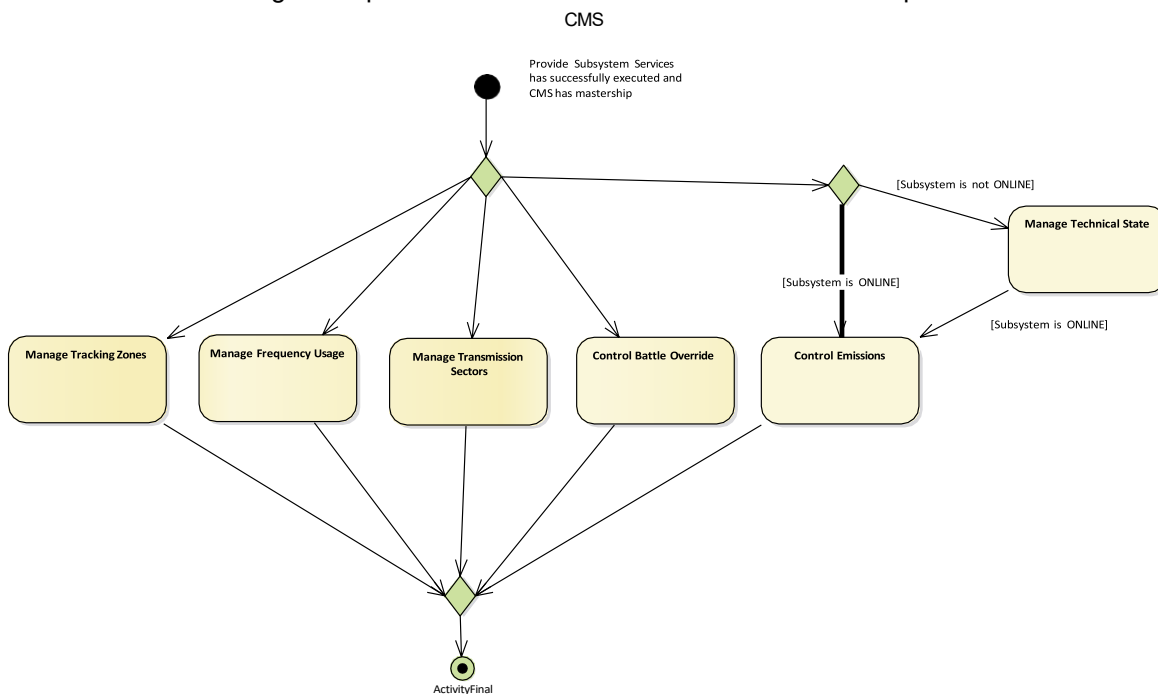 CMS
Provide Subsystem Services
has successfully executed and
CMS has mastership
[Subsystem is not ONLINE]
Manage Technical State
[Subsystem is ONLINE]
[Subsystem is ONLINE]
Manage Tracking Zones
Manage Frequency Usage
Manage Transmission
Sectors
Control Battle Override
Control Emissions
ActivityFinal